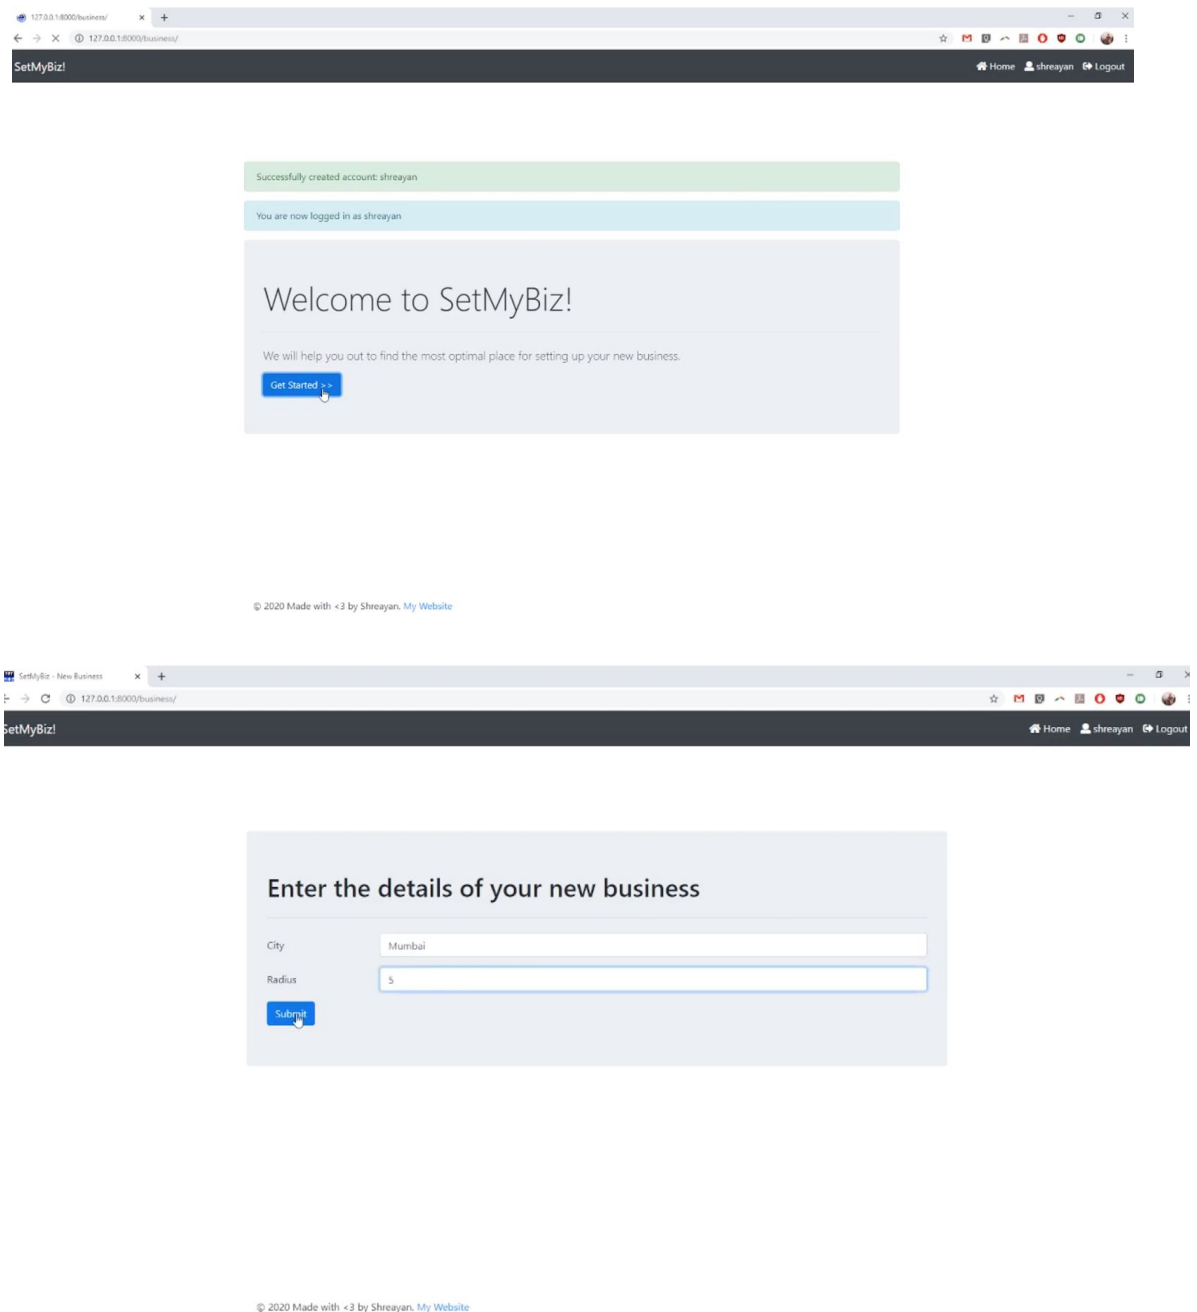 127.0.0.1:8000/business/
127.0.0.1:8000/business/
SetMyBiz!
Home shreayan Logout
Successfully created account: shreayan
You are now logged in as shreayan
Welcome to SetMyBiz!
We will help you out to find the most optimal place for setting up your new business.
Get Started >>
© 2020 Made with <3 by Shreayan. My Website
SetMyBiz - New Business
127.0.0.1:8000/business/
SetMyBiz!
Home shreayan Logout
Enter the details of your new business
City Mumbai
Radius 5
Submit
© 2020 Made with <3 by Shreayan. My Website